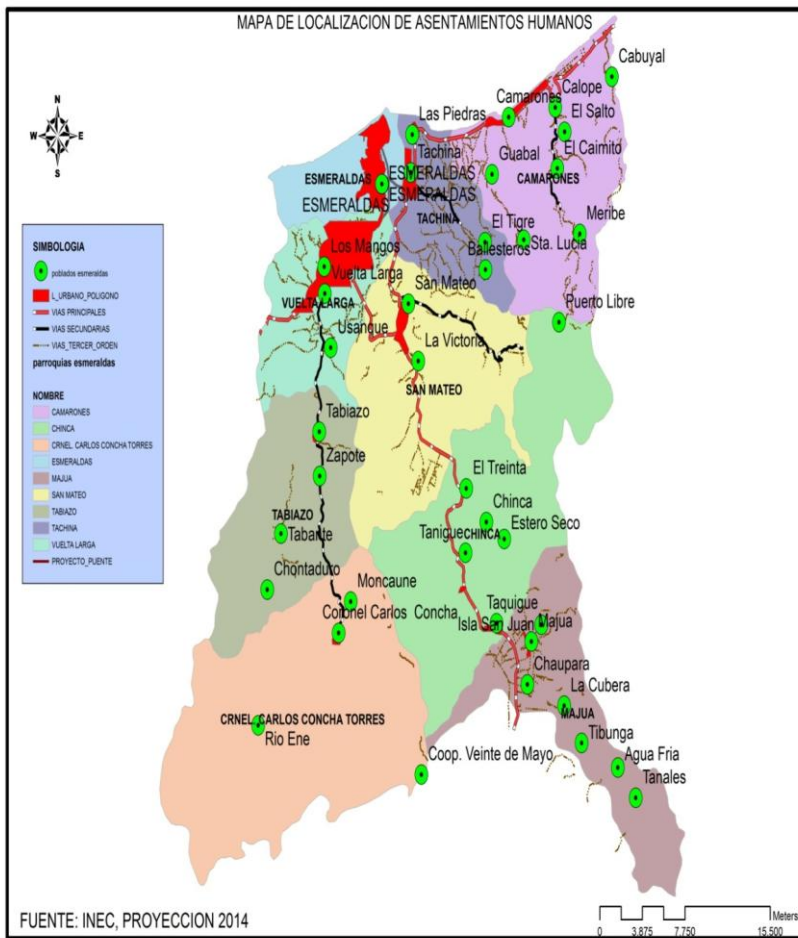 MAPA DE LOCALIZACION DE ASENTAMIENTOS HUMANOS
Cabuyal
Calope
Camarones
El Salto
Las Piedras
El Caimito
Tachina
Guabal
CAMARONES
ESMERALDAS
ESMERALDAS
ESMERALDAS
ESMERALDAS
TACHINA
El Tigre
Meribe
Sta. Lucia
Ballesteros
Los Mangos
Vuelta Larga
VUELTA LARGA
San Mateo
Puerto Libre
Usangue
La Victoria
SAN MATEO
Tabiazo
Zapote
El Treinta
Chinca
Estero Seco
TABIAZO
Tabante
Tanigue
CHINCA
Chontaduro
Moncaune
Coronel Carlos Concha
Taquigue
Isla San Juan
Majua
Chaupara
La Cubera
MAJUA
CRNEL. CARLOS CONCHA TORRES
Rio Ene
Tibunga
Coop. Veinte de Mayo
Agua Fria
Tanales
N
W
E
S
SIMBOLOGIA
poblados esmeraldas
L_URBANO_POLIGONO
VIAS PRINCIPALES
VIAS SECUNDARIAS
VIAS_TERCER_ORDEN
parroquias esmeraldas
NOMBRE
CAMARONES
CHINCA
CRNEL. CARLOS CONCHA TORRES
ESMERALDAS
MAJUA
SAN MATEO
TABIAZO
TACHINA
VUELTA LARGA
PROYECTO_PUENTE
FUENTE: INEC, PROYECCION 2014
Meters
0 3.875 7.750 15.500